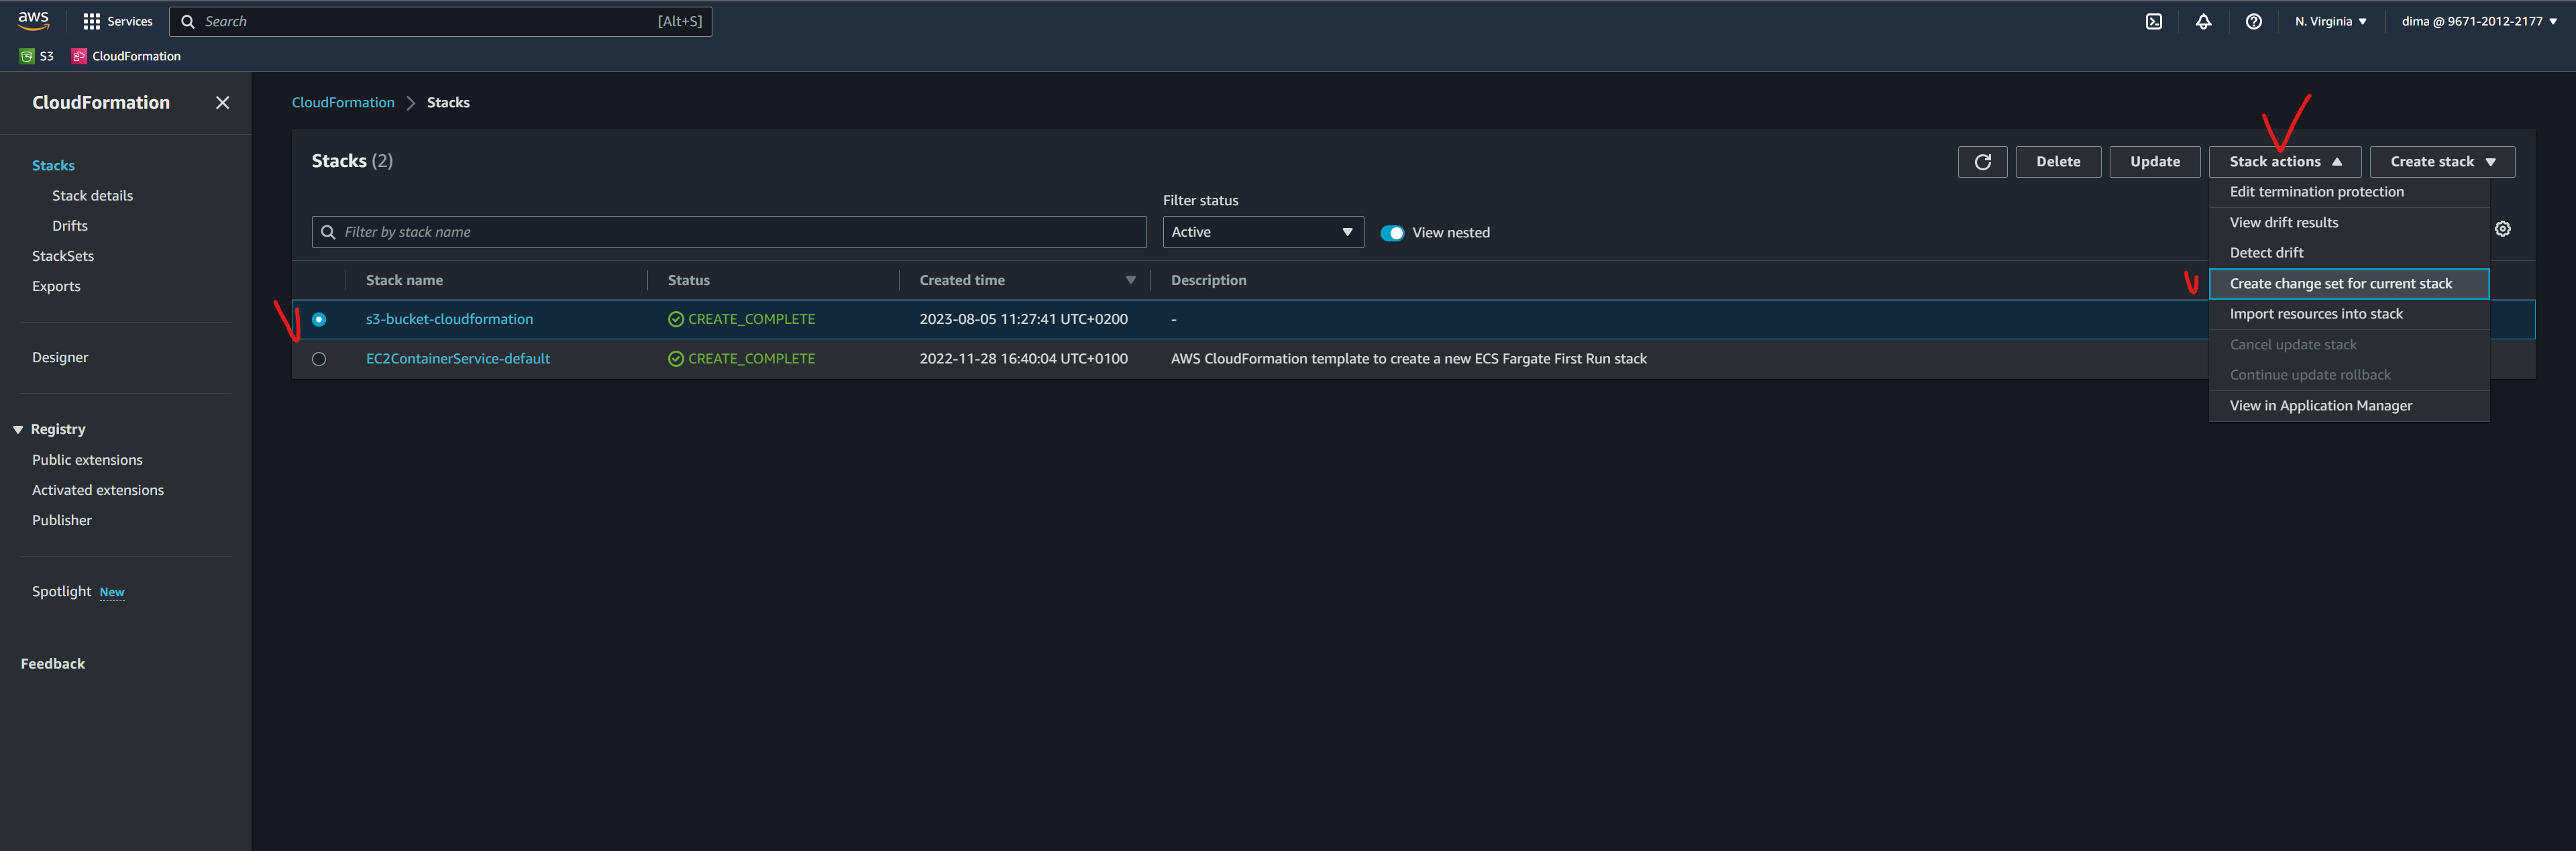 aws Services Search [Alt+S] N. Virginia dima @ 9671-2012-2177
S3 CloudFormation
CloudFormation
Stacks
Stack details
Drifts
StackSets
Exports
Designer
Registry
Public extensions
Activated extensions
Publisher
Spotlight New
Feedback
CloudFormation Stacks
Stacks (2)
Delete Update Stack actions Create stack
Edit termination protection
View drift results
Detect drift
Create change set for current stack
Import resources into stack
Cancel update stack
Continue update rollback
View in Application Manager
Filter status
Filter by stack name Active View nested
Stack name Status Created time Description
s3-bucket-cloudformation CREATE_COMPLETE 2023-08-05 11:27:41 UTC+0200 -
EC2ContainerService-default CREATE_COMPLETE 2022-11-28 16:40:04 UTC+0100 AWS CloudFormation template to create a new ECS Fargate First Run stack